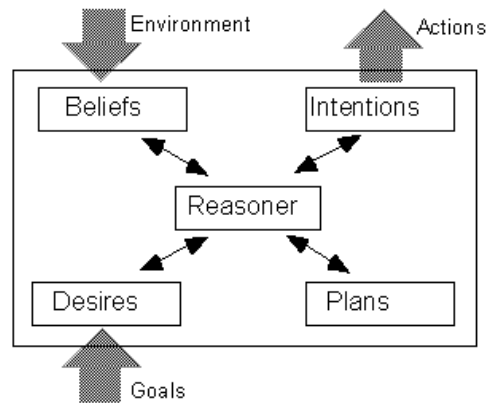 Environment
Actions
Beliefs
Intentions
Reasoner
Desires
Plans
Goals